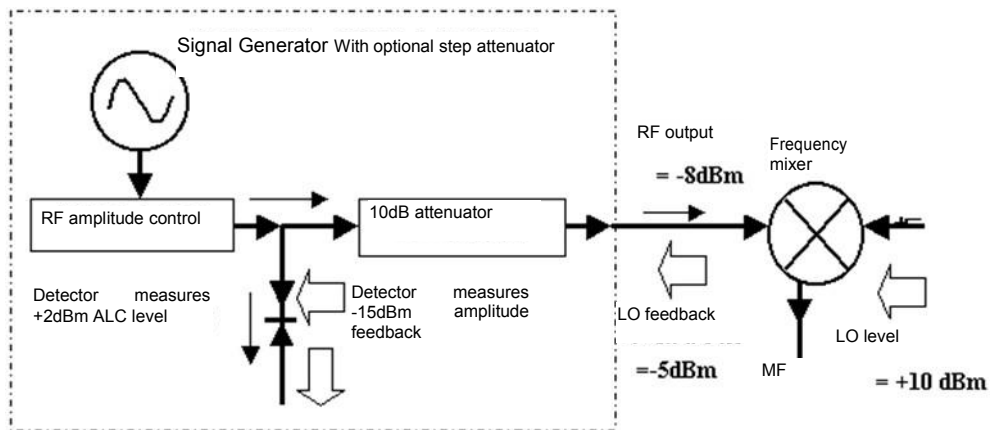 Signal Generator With optional step attenuator
RF output
= -8dBm
Frequency
mixer
RF amplitude control
10dB attenuator
Detector measures
+2dBm ALC level
Detector measures
-15dBm amplitude
feedback
LO feedback
=-5dBm
MF
LO level
= +10 dBm